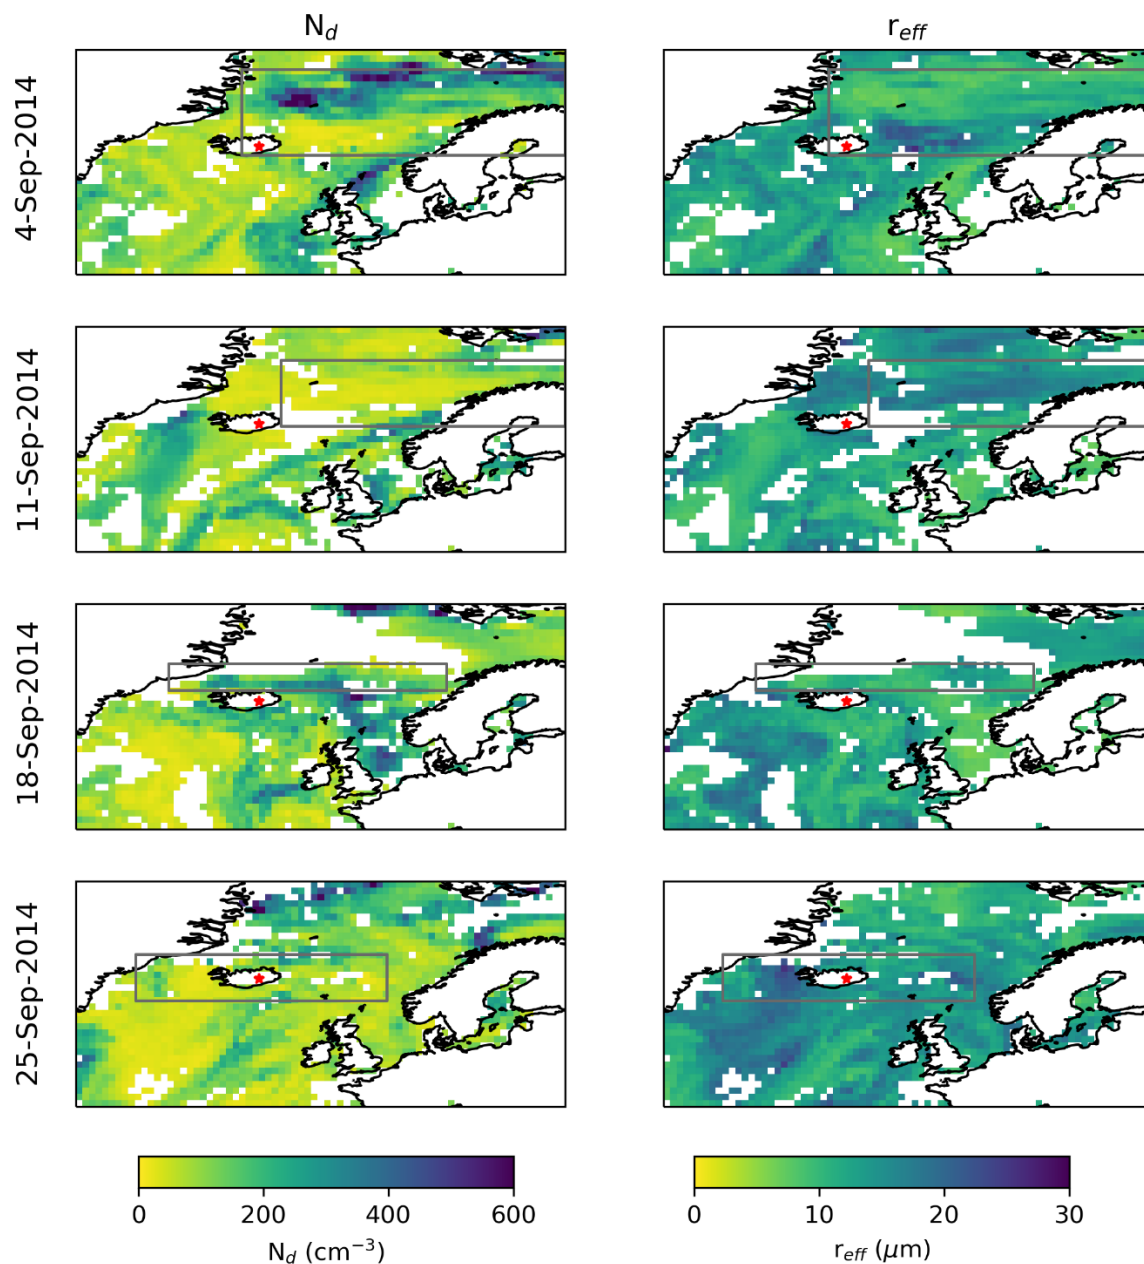 N_d r_eff
4-Sep-2014
11-Sep-2014
18-Sep-2014
25-Sep-2014
0 200 400 600
N_d (cm⁻³)
0 10 20 30
r_eff (μm)